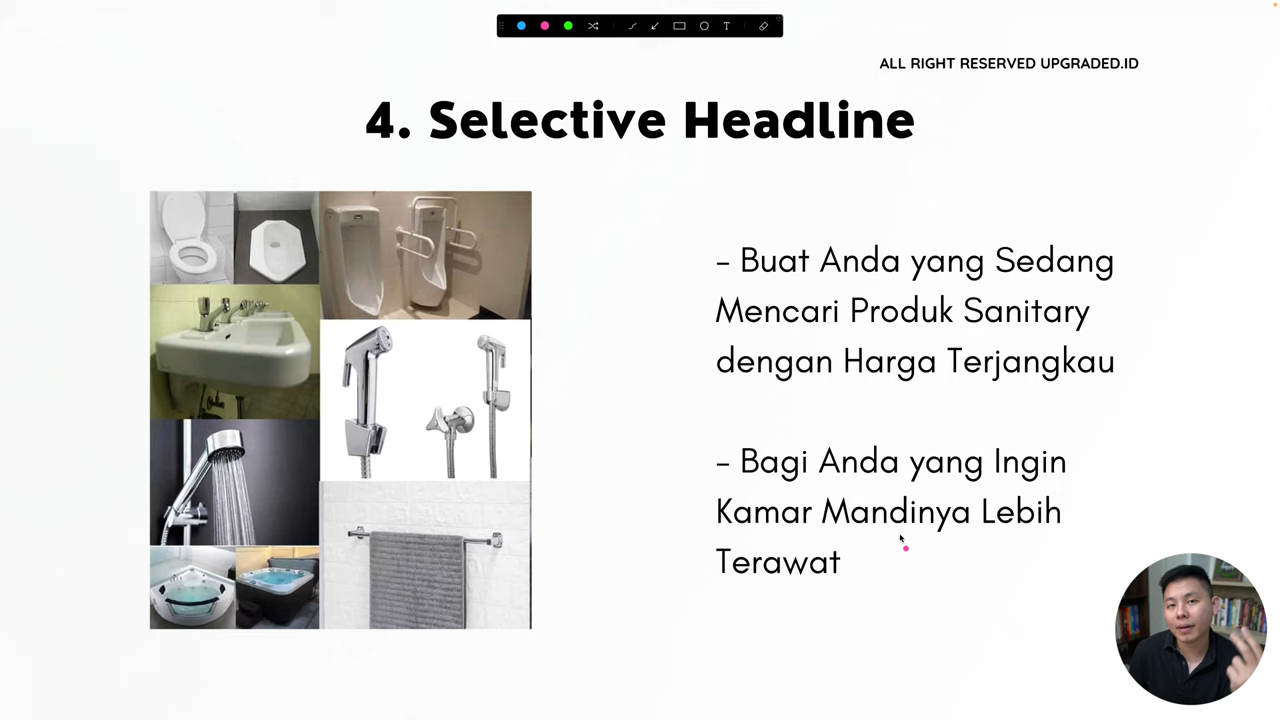 ALL RIGHT RESERVED UPGRADED.ID
4. Selective Headline
– Buat Anda yang Sedang
Mencari Produk Sanitary
dengan Harga Terjangkau
– Bagi Anda yang Ingin
Kamar Mandinya Lebih
Terawat